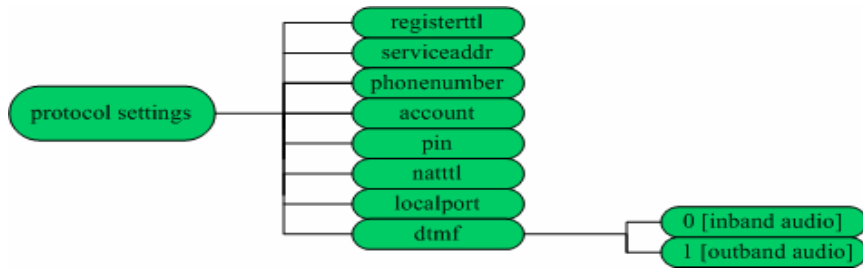 registerttl
serviceaddr
phonenumber
protocol settings
account
pin
natttl
localport
dtmf
0 [inband audio]
1 [outband audio]